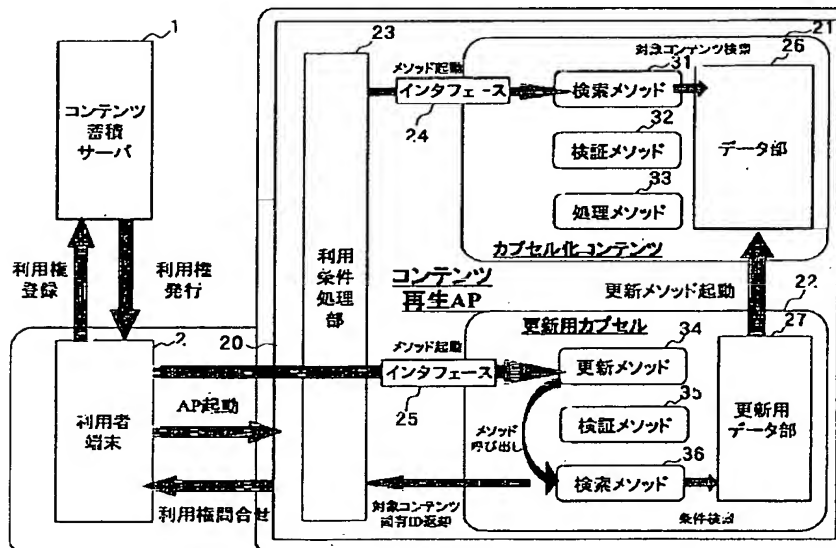 1
コンテンツ
蓄積
サーバ
利用権
登録
利用権
発行
2
利用者
端末
AP起動
利用権問合せ
20
23
利用
条件
処理
部
メソッド起動
インタフェース
24
21
対象コンテンツ検索
31
検索メソッド
32
検証メソッド
33
処理メソッド
26
データ部
カプセル化コンテンツ
コンテンツ
再生AP
更新メソッド起動
22
更新用カプセル
27
メソッド起動
インタフェース
25
34
更新メソッド
35
検証メソッド
メソッド
呼び出し
36
検索メソッド
更新用
データ部
対象コンテンツ
固有ID返却
条件検索